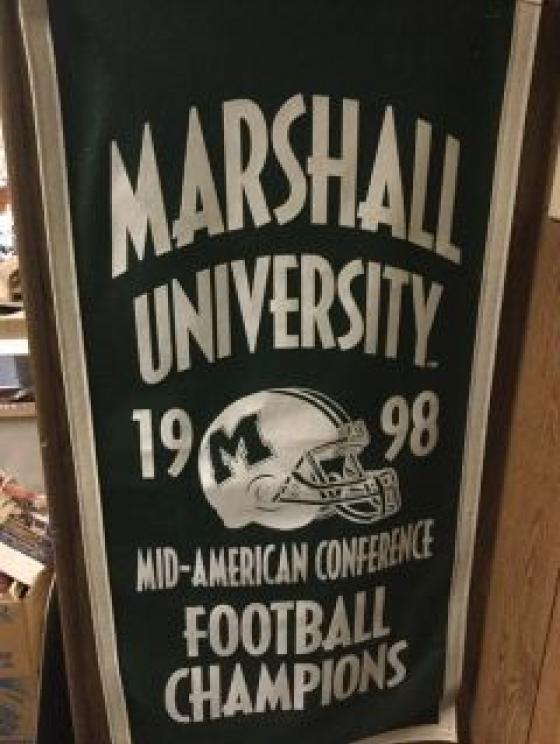 MARSHALL
UNIVERSITY
19 M 98
MID-AMERICAN CONFERENCE
FOOTBALL
CHAMPIONS